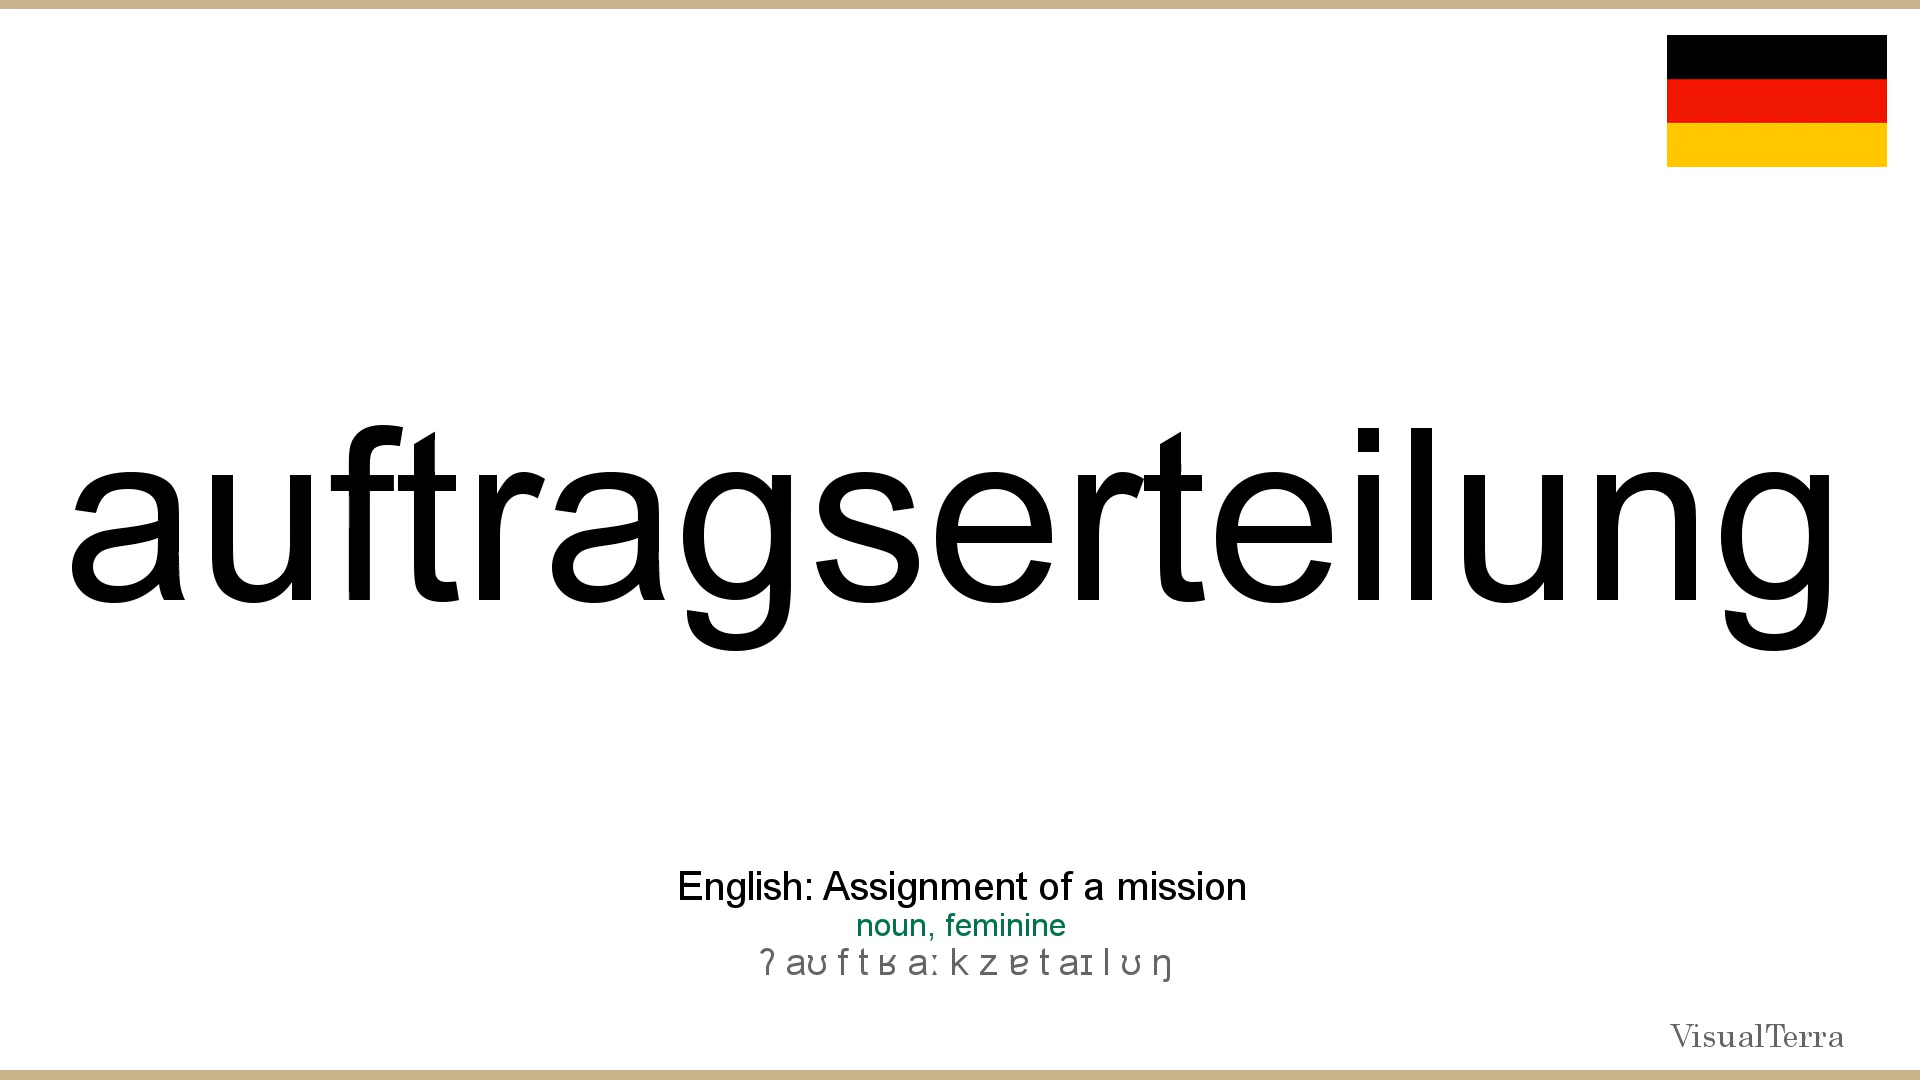 auftragserteilung
English: Assignment of a mission
noun, feminine
ʔ aʊ f t ʁ aː k z ɐ t aɪ l ʊ ŋ
VisualTerra